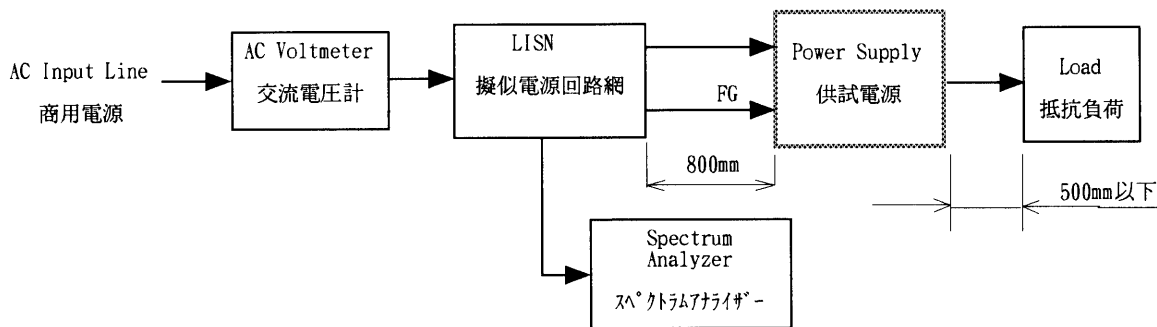 AC Input Line
商用電源
AC Voltmeter
交流電圧計
LISN
擬似電源回路網
FG
Power Supply
供試電源
Load
抵抗負荷
800mm
500mm以下
Spectrum
Analyzer
ｽﾍﾟｸﾄﾗﾑｱﾅﾗｲｻﾞｰ